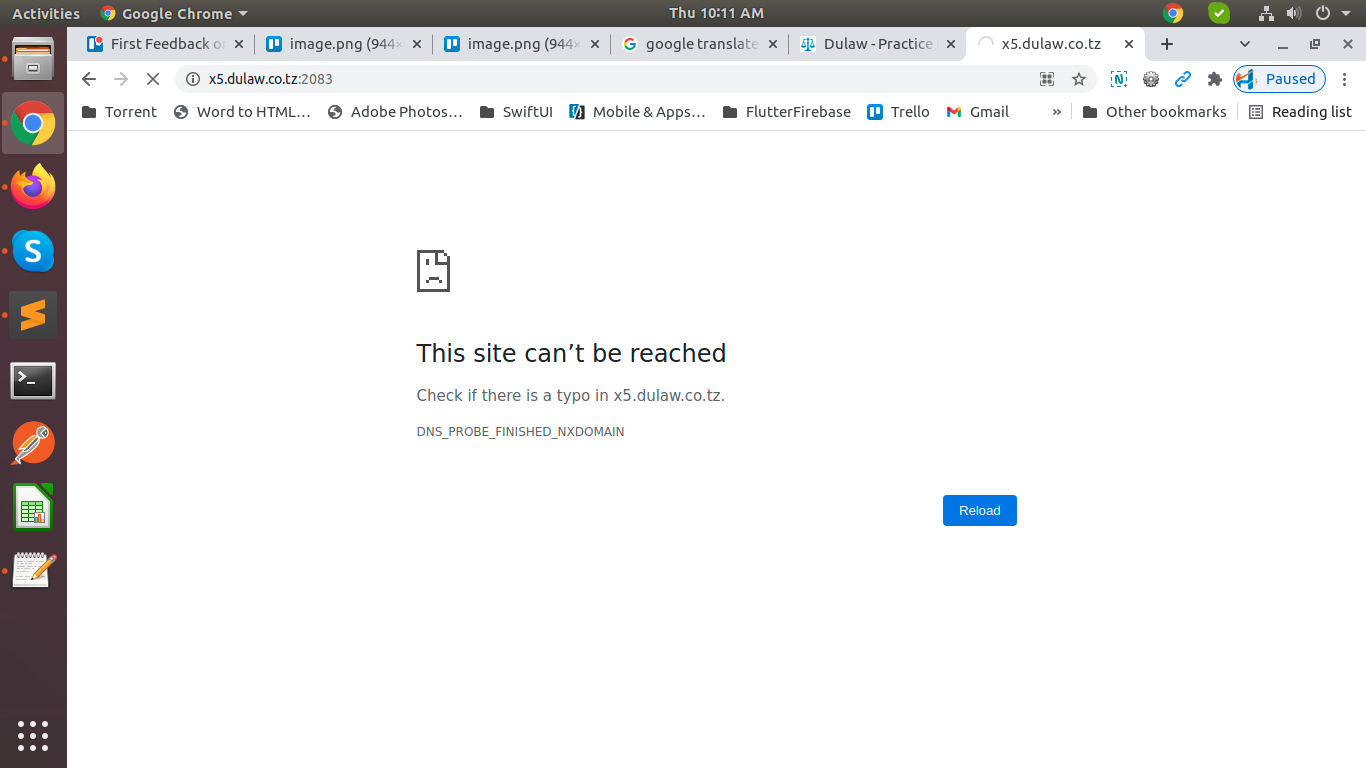 Activities Google Chrome Thu 10:11 AM
First Feedback o image.png (944× image.png (944× google translate Dulaw - Practice x5.dulaw.co.tz
x5.dulaw.co.tz:2083 Paused
Torrent Word to HTML… Adobe Photos… SwiftUI Mobile & Apps… FlutterFirebase Trello Gmail » Other bookmarks Reading list
This site can’t be reached
Check if there is a typo in x5.dulaw.co.tz.
DNS_PROBE_FINISHED_NXDOMAIN
Reload